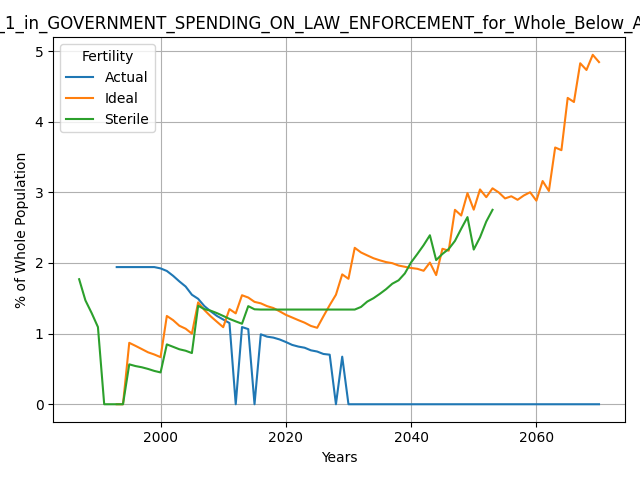 _1_in_GOVERNMENT_SPENDING_ON_LAW_ENFORCEMENT_for_Whole_Below_A
Fertility
Actual
Ideal
Sterile
% of Whole Population
5
4
3
2
1
0
2000 2020 2040 2060
Years